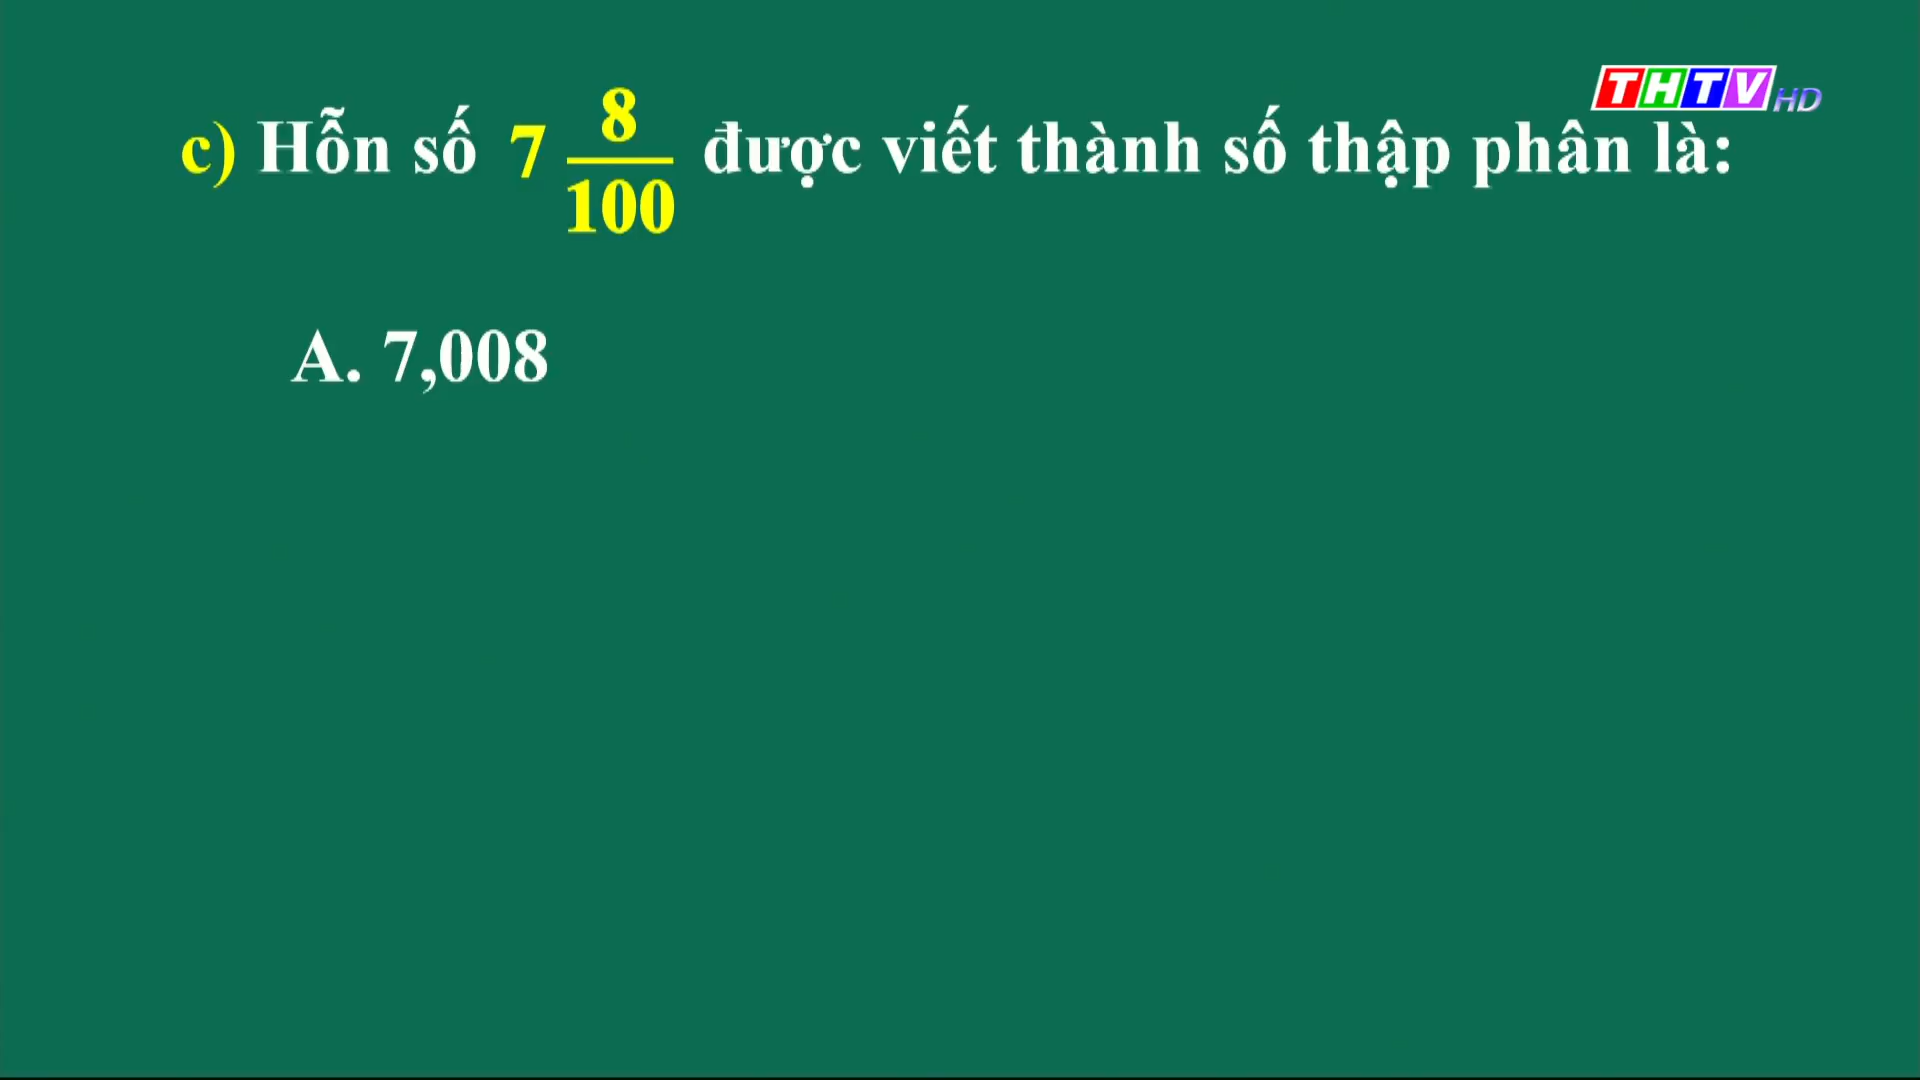 THTV HD
c) Hỗn số 7 8/100 được viết thành số thập phân là:
A. 7,008